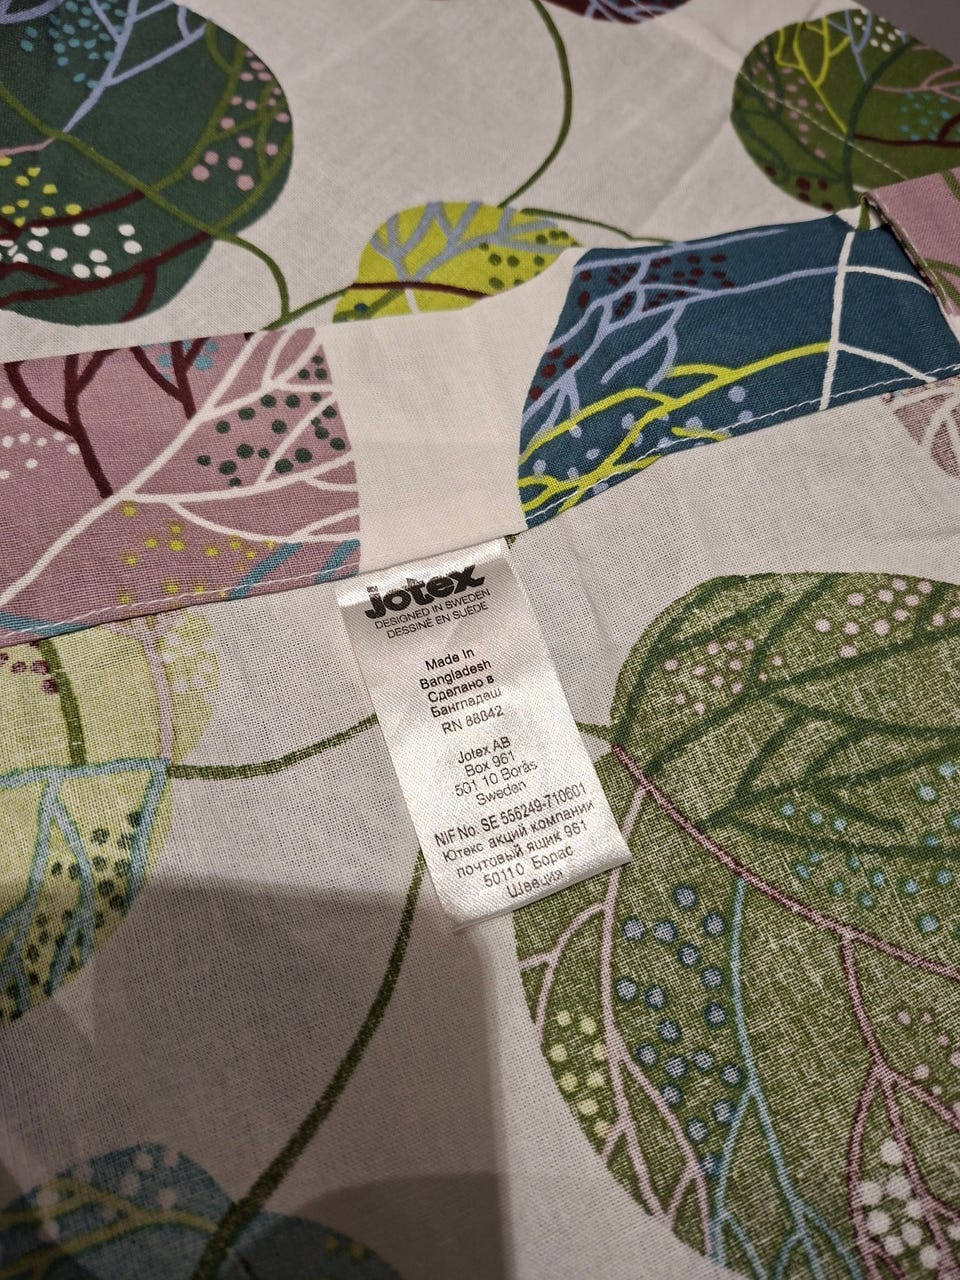 jotex
DESIGNED IN SWEDEN
DESSINÉ EN SUÈDE
Made In
Bangladesh
Сделано в
Бангладеш
RN 88842
Jotex AB
Box 961
501 10 Borås
Sweden
NIF No. SE 556249-710601
Ютекс акций компании
почтовый ящик 961
50110 Борас
Швеция